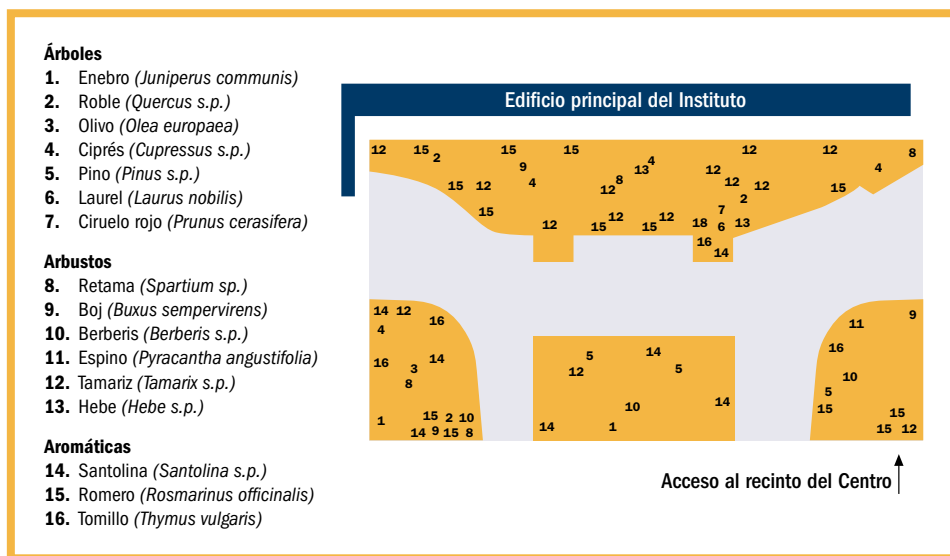 Árboles
1. Enebro (Juniperus communis)
2. Roble (Quercus s.p.)
3. Olivo (Olea europaea)
4. Ciprés (Cupressus s.p.)
5. Pino (Pinus s.p.)
6. Laurel (Laurus nobilis)
7. Ciruelo rojo (Prunus cerasifera)
Arbustos
8. Retama (Spartium sp.)
9. Boj (Buxus sempervirens)
10. Berberis (Berberis s.p.)
11. Espino (Pyracantha angustifolia)
12. Tamariz (Tamarix s.p.)
13. Hebe (Hebe s.p.)
Aromáticas
14. Santolina (Santolina s.p.)
15. Romero (Rosmarinus officinalis)
16. Tomillo (Thymus vulgaris)
Edificio principal del Instituto
12 15 15 15 12 12 8
2 9 13 4 4
15 12 4 12 8 12 12 12 15
2
15 7
12 15 12 15 12 18 6 13
16
14
14 12 16 9
4 11
16 14 5 14 16
3 12 5 10
8 5
10 14 15
1 15 2 10 14 1 15
14 9 15 8 15 12
Acceso al recinto del Centro